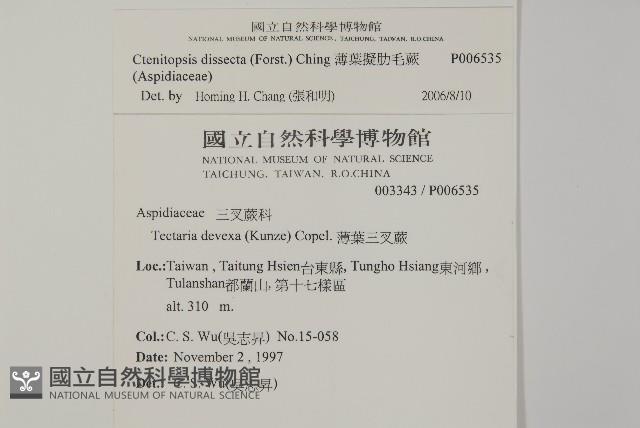 國立自然科學博物館
NATIONAL MUSEUM OF NATURAL SCIENCE, TAICHUNG, TAIWAN, R.O.CHINA
Ctenitopsis dissecta (Forst.) Ching 薄葉擬肋毛蕨 P006535
(Aspidiaceae)
Det. by Homing H. Chang (張和明) 2006/8/10
國立自然科學博物館
NATIONAL MUSEUM OF NATURAL SCIENCE
TAICHUNG, TAIWAN, R.O.CHINA
003343 / P006535
Aspidiaceae 三叉蕨科
Tectaria devexa (Kunze) Copel. 薄葉三叉蕨
Loc.:Taiwan , Taitung Hsien台東縣, Tungho Hsiang東河鄉 ,
Tulanshan都蘭山, 第十七樣區
alt. 310 m.
Col.:C. S. Wu(吳志昇) No.15-058
Date: November 2 , 1997
Det.: C. S. Wu(吳志昇)
國立自然科學博物館
NATIONAL MUSEUM OF NATURAL SCIENCE